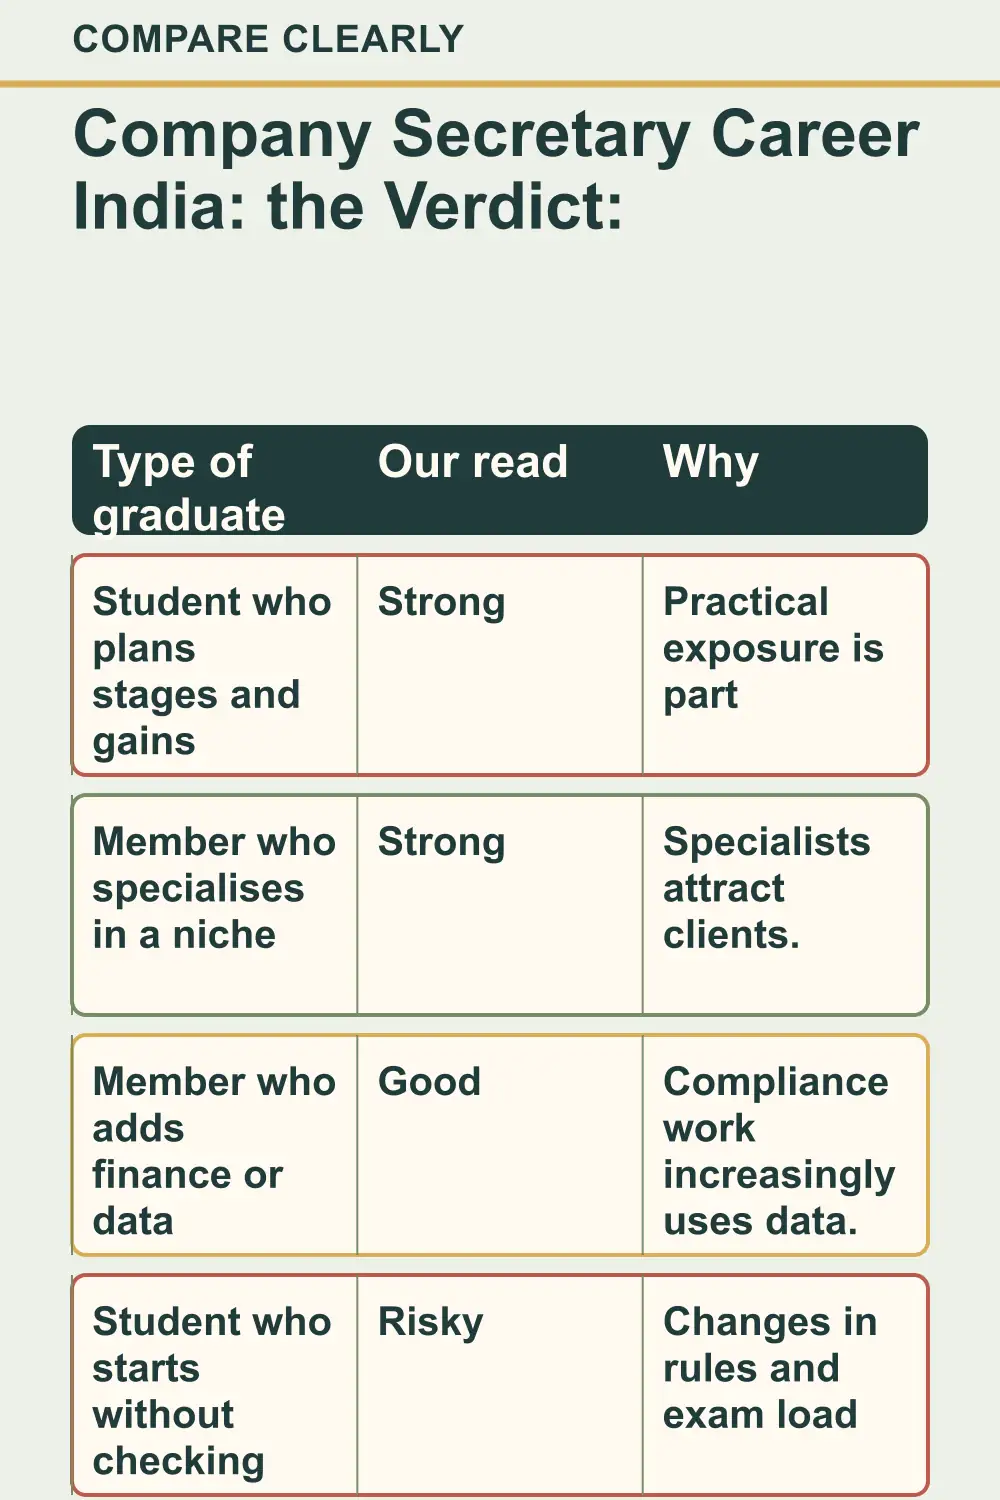 COMPARE CLEARLY
Company Secretary Career
India: the Verdict:
Type of
graduate
Our read
Why
Student who
plans
stages and
gains
Strong
Practical
exposure is
part
Member who
specialises
in a niche
Strong
Specialists
attract
clients.
Member who
adds
finance or
data
Good
Compliance
work
increasingly
uses data.
Student who
starts
without
checking
Risky
Changes in
rules and
exam load